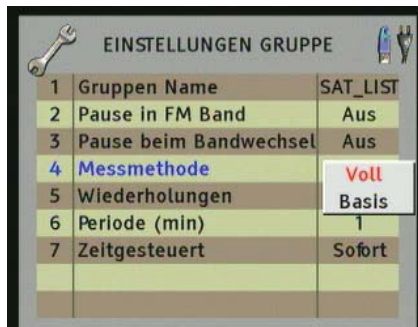 EINSTELLUNGEN GRUPPE
1 Gruppen Name SAT_LIST
2 Pause in FM Band Aus
3 Pause beim Bandwechsel Aus
4 Messmethode Voll
5 Wiederholungen Basis
6 Periode (min) 1
7 Zeitgesteuert Sofort